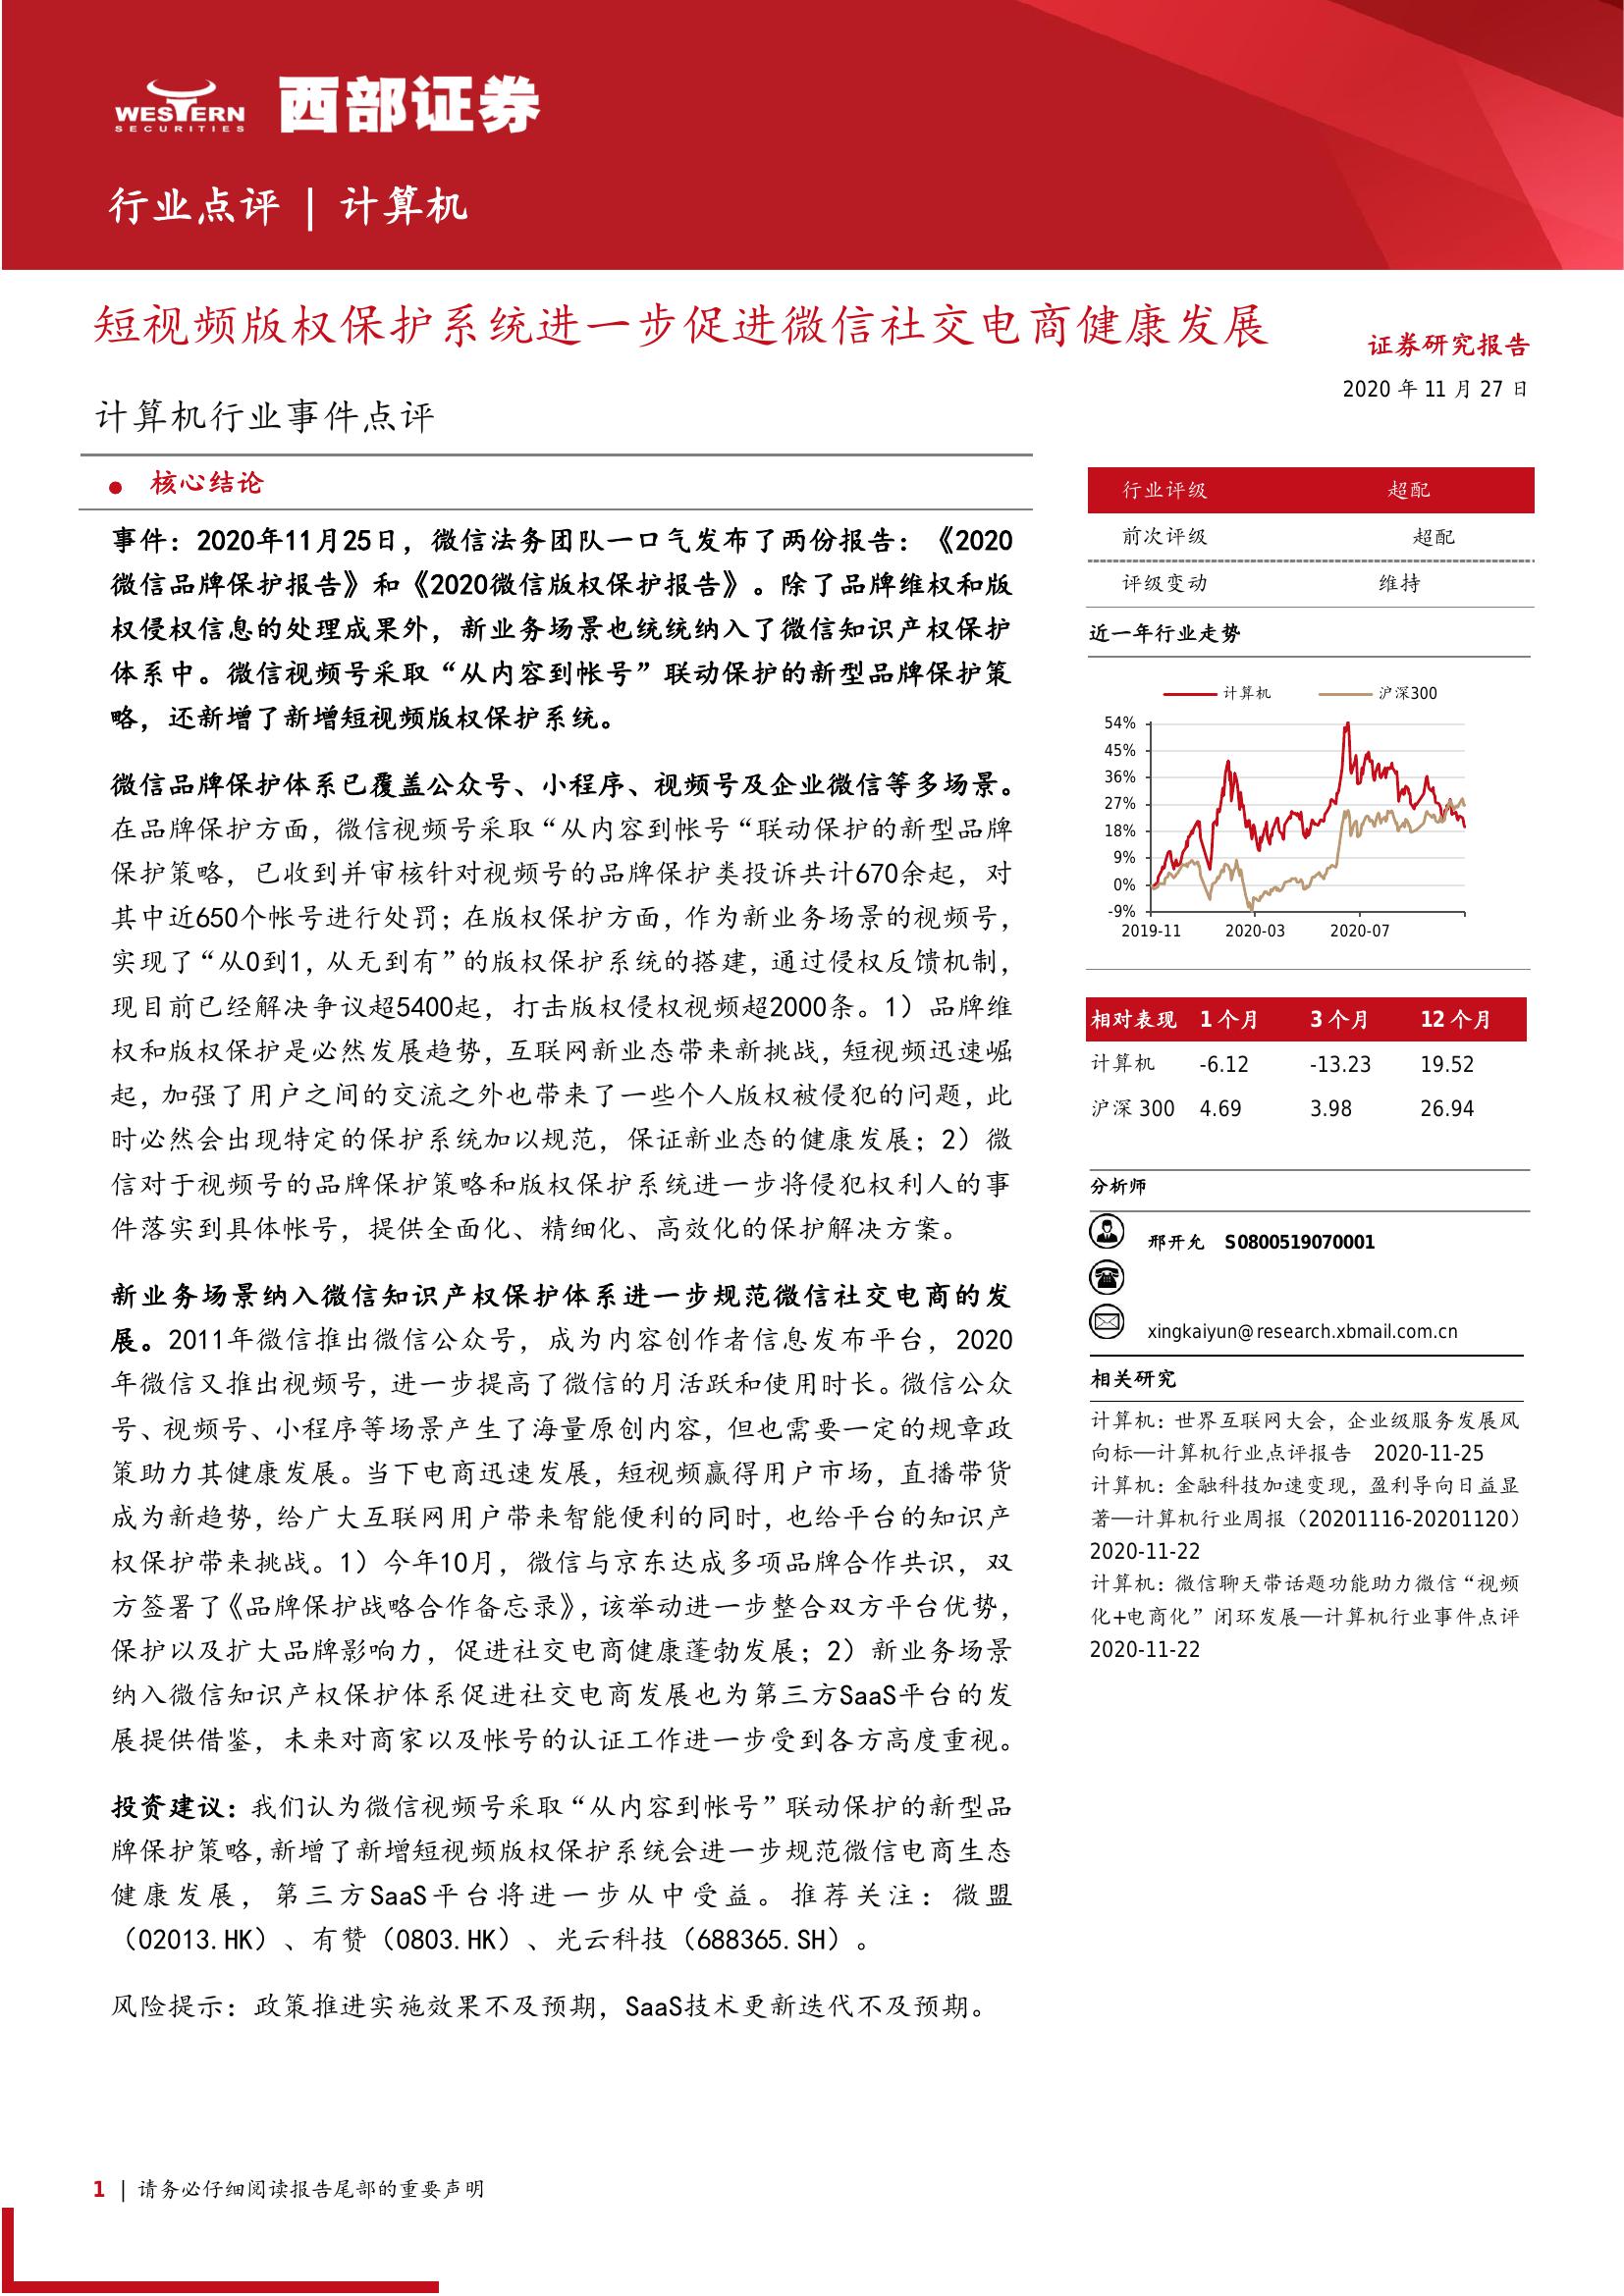 WESTERN
SECURITIES
西部证券
行业点评 | 计算机
短视频版权保护系统进一步促进微信社交电商健康发展
证券研究报告
2020 年 11 月 27 日
计算机行业事件点评
● 核心结论
事件：2020年11月25日，微信法务团队一口气发布了两份报告：《2020
微信品牌保护报告》和《2020微信版权保护报告》。除了品牌维权和版
权侵权信息的处理成果外，新业务场景也统统纳入了微信知识产权保护
体系中。微信视频号采取“从内容到帐号”联动保护的新型品牌保护策
略，还新增了新增短视频版权保护系统。
微信品牌保护体系已覆盖公众号、小程序、视频号及企业微信等多场景。
在品牌保护方面，微信视频号采取“从内容到帐号“联动保护的新型品牌
保护策略，已收到并审核针对视频号的品牌保护类投诉共计670余起，对
其中近650个帐号进行处罚；在版权保护方面，作为新业务场景的视频号，
实现了“从0到1，从无到有”的版权保护系统的搭建，通过侵权反馈机制，
现目前已经解决争议超5400起，打击版权侵权视频超2000条。1）品牌维
权和版权保护是必然发展趋势，互联网新业态带来新挑战，短视频迅速崛
起，加强了用户之间的交流之外也带来了一些个人版权被侵犯的问题，此
时必然会出现特定的保护系统加以规范，保证新业态的健康发展；2）微
信对于视频号的品牌保护策略和版权保护系统进一步将侵犯权利人的事
件落实到具体帐号，提供全面化、精细化、高效化的保护解决方案。
新业务场景纳入微信知识产权保护体系进一步规范微信社交电商的发
展。2011年微信推出微信公众号，成为内容创作者信息发布平台，2020
年微信又推出视频号，进一步提高了微信的月活跃和使用时长。微信公众
号、视频号、小程序等场景产生了海量原创内容，但也需要一定的规章政
策助力其健康发展。当下电商迅速发展，短视频赢得用户市场，直播带货
成为新趋势，给广大互联网用户带来智能便利的同时，也给平台的知识产
权保护带来挑战。1）今年10月，微信与京东达成多项品牌合作共识，双
方签署了《品牌保护战略合作备忘录》，该举动进一步整合双方平台优势，
保护以及扩大品牌影响力，促进社交电商健康蓬勃发展；2）新业务场景
纳入微信知识产权保护体系促进社交电商发展也为第三方SaaS平台的发
展提供借鉴，未来对商家以及帐号的认证工作进一步受到各方高度重视。
投资建议：我们认为微信视频号采取“从内容到帐号”联动保护的新型品
牌保护策略，新增了新增短视频版权保护系统会进一步规范微信电商生态
健康发展，第三方SaaS平台将进一步从中受益。推荐关注：微盟
（02013.HK）、有赞（0803.HK）、光云科技（688365.SH）。
风险提示：政策推进实施效果不及预期，SaaS技术更新迭代不及预期。
行业评级 超配
前次评级 超配
评级变动 维持
近一年行业走势
计算机 沪深300
54%
45%
36%
27%
18%
9%
0%
-9%
2019-11 2020-03 2020-07
相对表现 1 个月 3 个月 12 个月
计算机 -6.12 -13.23 19.52
沪深 300 4.69 3.98 26.94
分析师
邢开允 S0800519070001
xingkaiyun@research.xbmail.com.cn
相关研究
计算机：世界互联网大会，企业级服务发展风
向标—计算机行业点评报告 2020-11-25
计算机：金融科技加速变现，盈利导向日益显
著—计算机行业周报（20201116-20201120）
2020-11-22
计算机：微信聊天带话题功能助力微信“视频
化+电商化”闭环发展—计算机行业事件点评
2020-11-22
1 | 请务必仔细阅读报告尾部的重要声明